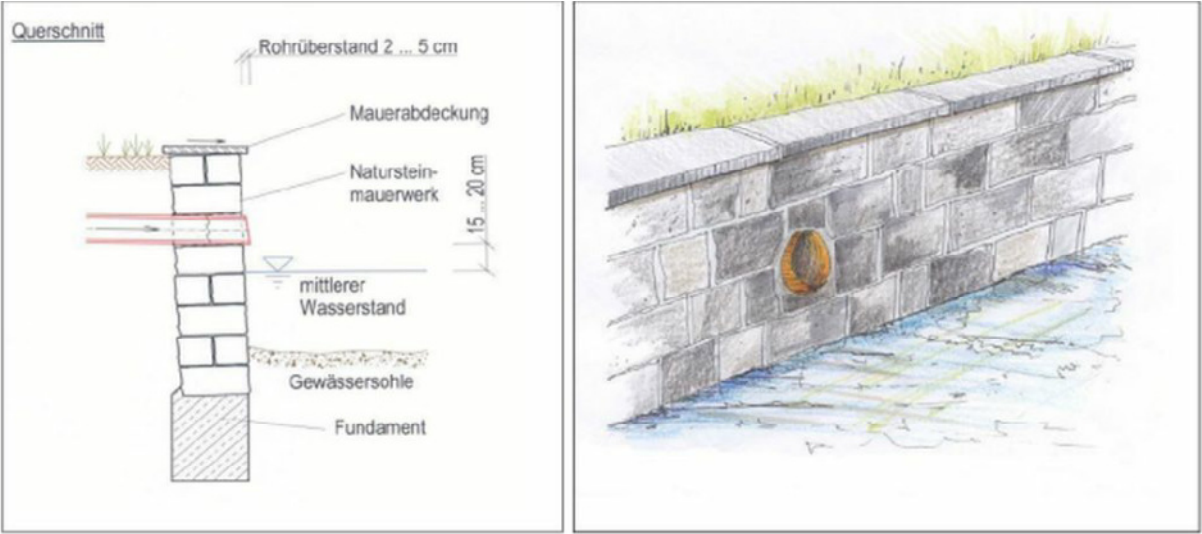 Querschnitt
Rohrüberstand 2 ... 5 cm
Mauerabdeckung
Naturstein-
mauerwerk
15 ... 20 cm
mittlerer
Wasserstand
Gewässersohle
Fundament